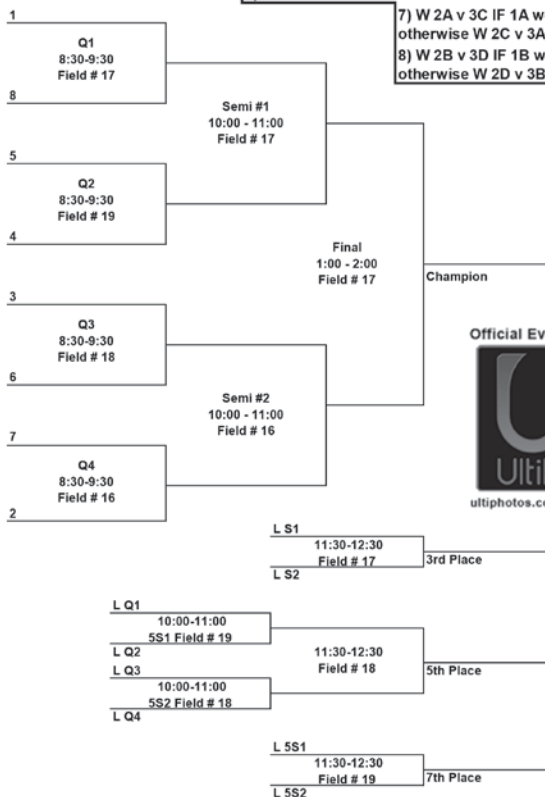 7) W 2A v 3C IF 1A w
otherwise W 2C v 3A
8) W 2B v 3D IF 1B w
otherwise W 2D v 3B
1
Q1
8:30-9:30
Field # 17
8
Semi #1
10:00 - 11:00
Field # 17
5
Q2
8:30-9:30
Field # 19
4
Final
1:00 - 2:00
Field # 17
Champion
3
Q3
8:30-9:30
Field # 18
6
Semi #2
10:00 - 11:00
Field # 16
7
Q4
8:30-9:30
Field # 16
2
Official Ev
U
Ulti
ultiphotos.c
L S1
11:30-12:30
Field # 17
L S2
3rd Place
L Q1
10:00-11:00
5S1 Field # 19
L Q2
L Q3
10:00-11:00
5S2 Field # 18
L Q4
11:30-12:30
Field # 18
5th Place
L 5S1
11:30-12:30
Field # 19
L 5S2
7th Place